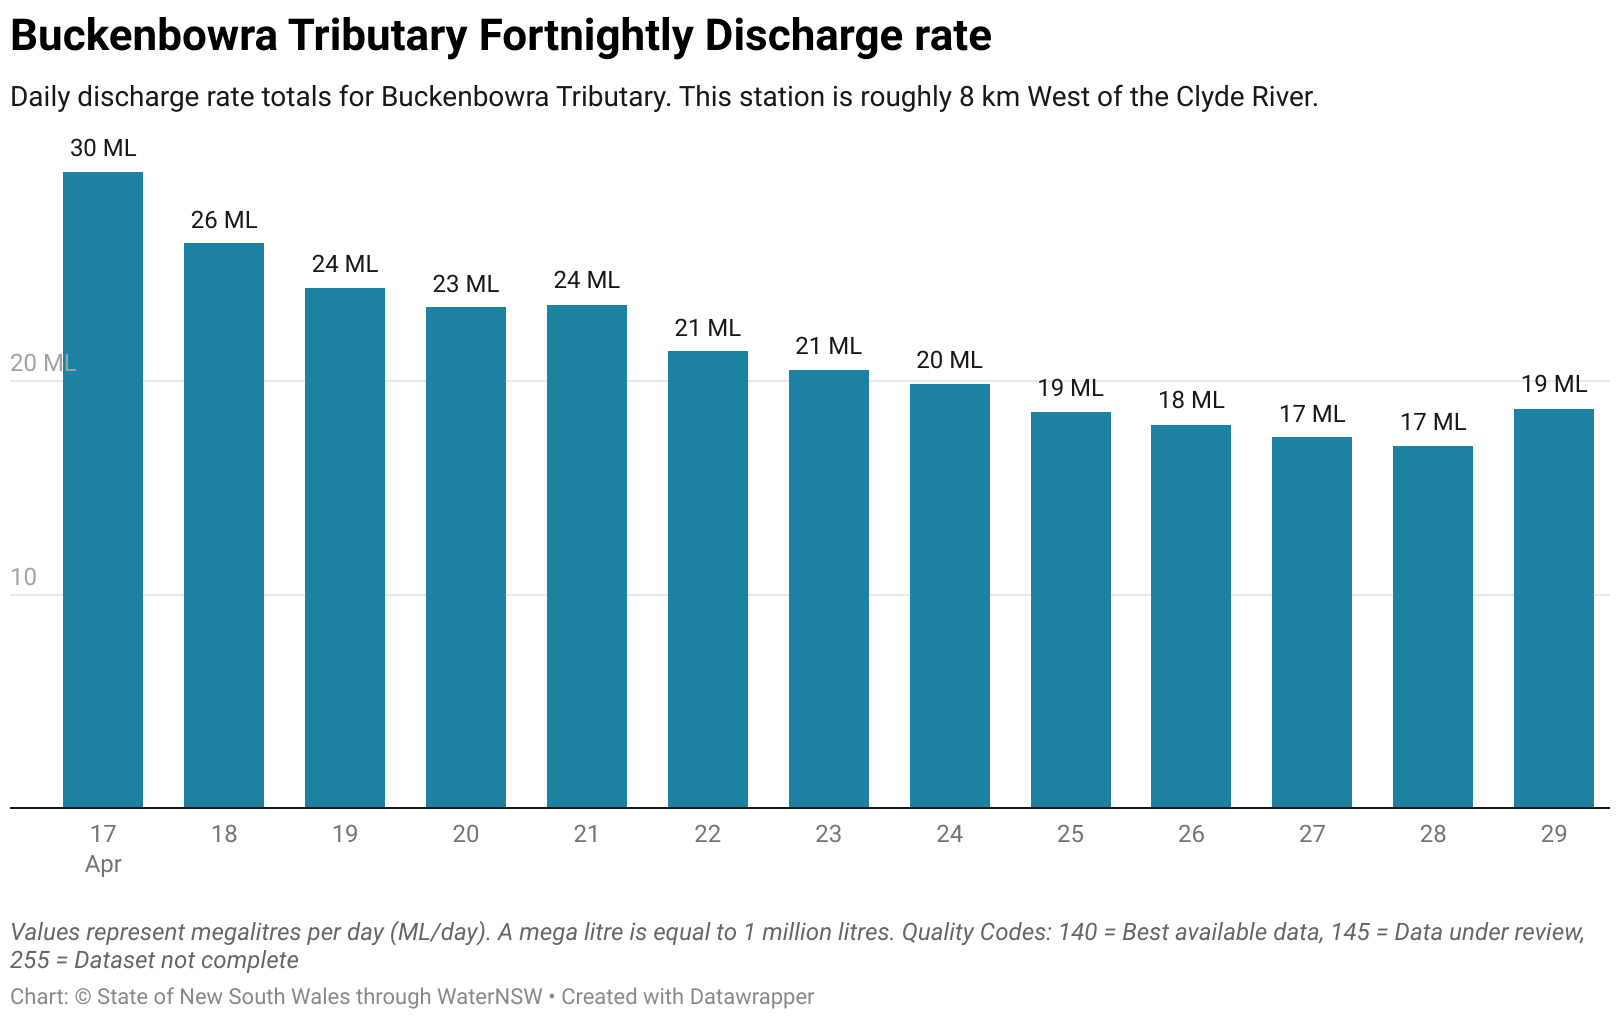 Buckenbowra Tributary Fortnightly Discharge rate
Daily discharge rate totals for Buckenbowra Tributary. This station is roughly 8 km West of the Clyde River.
30 ML
26 ML
24 ML
23 ML
24 ML
21 ML
21 ML
20 ML
19 ML
18 ML
17 ML
17 ML
19 ML
20 ML
10
17 18 19 20 21 22 23 24 25 26 27 28 29
Apr
Values represent megalitres per day (ML/day). A mega litre is equal to 1 million litres. Quality Codes: 140 = Best available data, 145 = Data under review,
255 = Dataset not complete
Chart: © State of New South Wales through WaterNSW • Created with Datawrapper